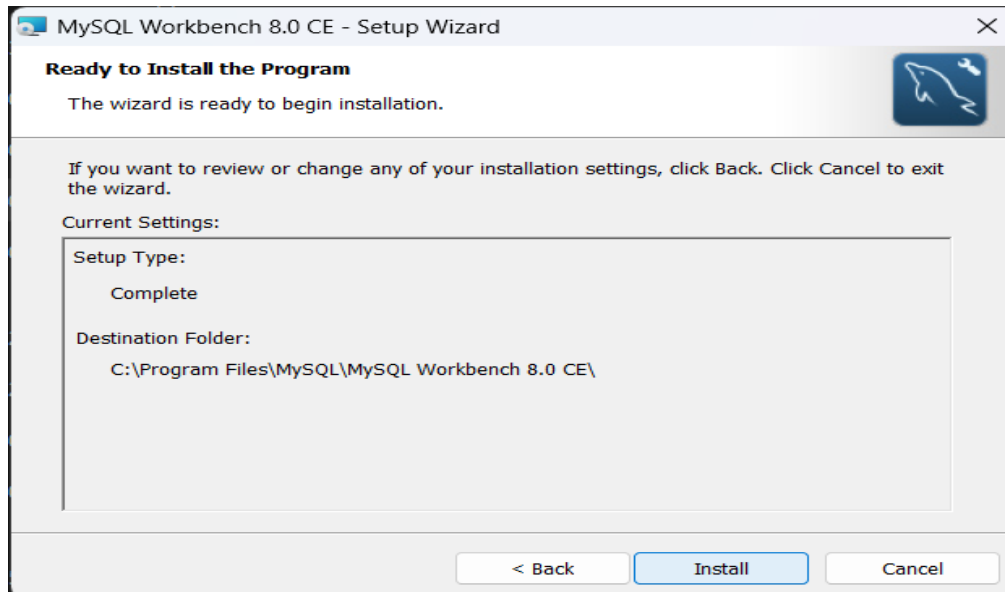 MySQL Workbench 8.0 CE - Setup Wizard
Ready to Install the Program
The wizard is ready to begin installation.
If you want to review or change any of your installation settings, click Back. Click Cancel to exit
the wizard.
Current Settings:
Setup Type:
Complete
Destination Folder:
C:\Program Files\MySQL\MySQL Workbench 8.0 CE\
< Back
Install
Cancel